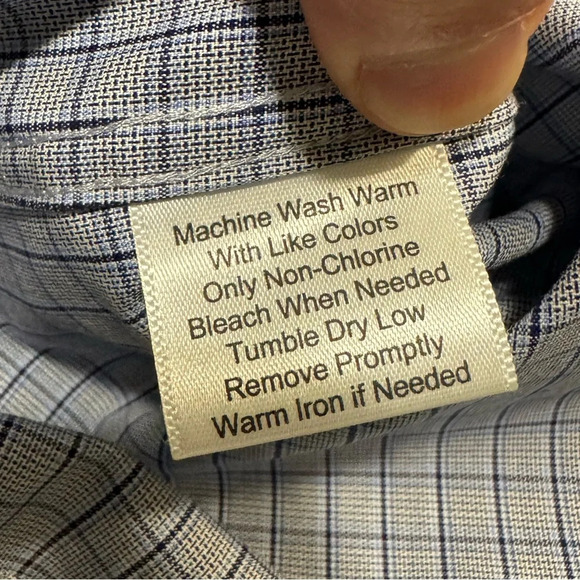 Machine Wash Warm
With Like Colors
Only Non-Chlorine
Bleach When Needed
Tumble Dry Low
Remove Promptly
Warm Iron if Needed